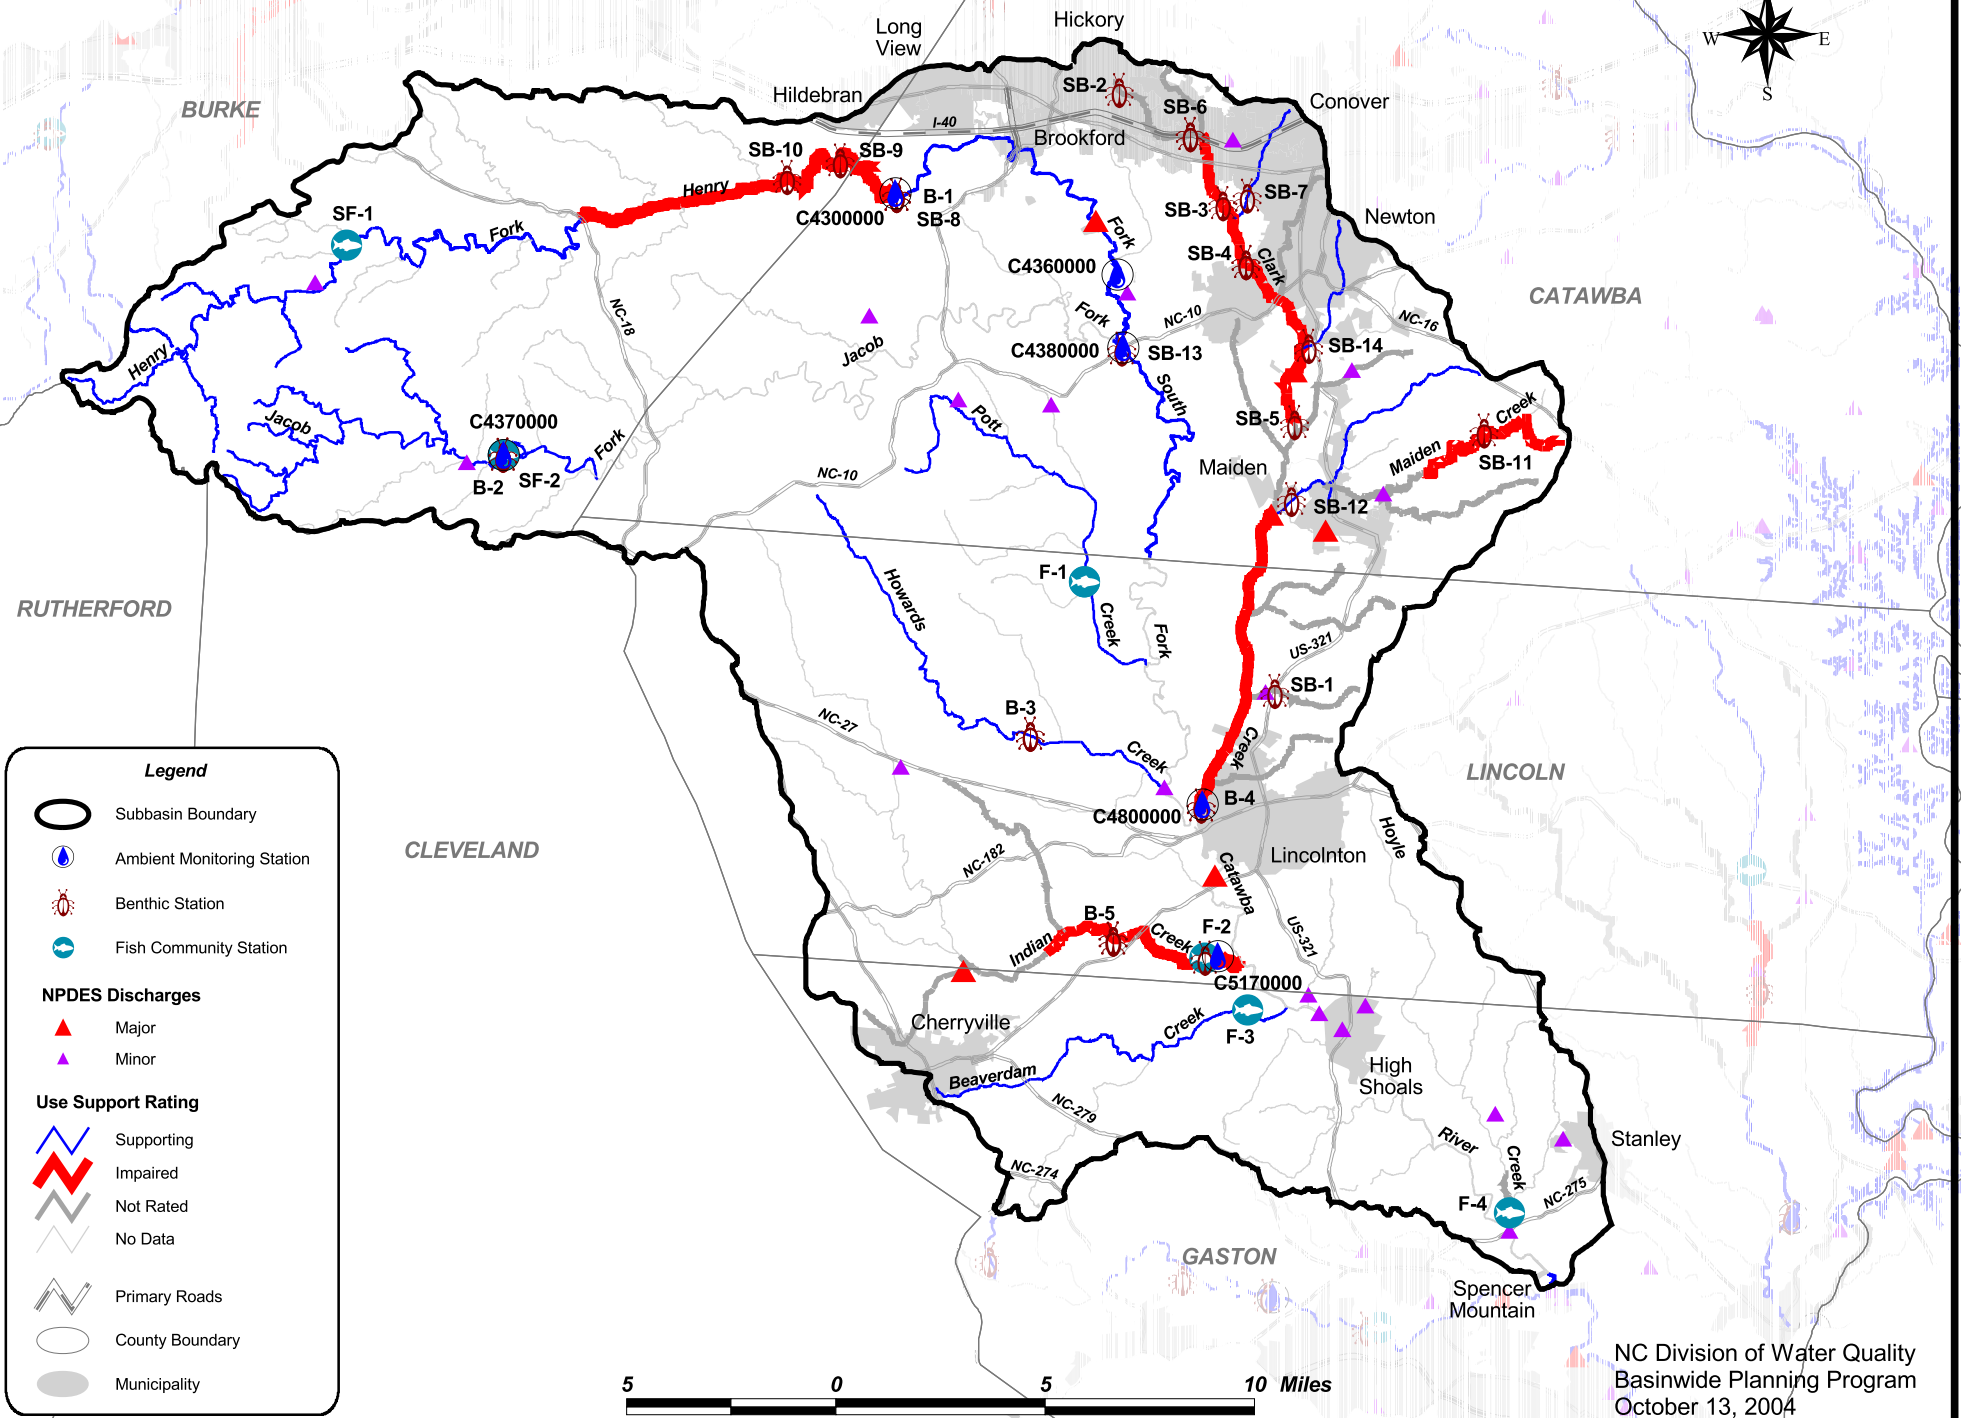 Hickory
Long
View
W
E
S
Hildebran
SB-2
Conover
SB-6
BURKE
I-40
Brookford
SB-10
SB-9
Henry
B-1
SB-7
SF-1
C4300000
SB-8
SB-3
Newton
Fork
Fork
SB-4
Clark
C4360000
CATAWBA
NC-18
Fork
NC-10
NC-16
Jacob
C4380000
SB-13
SB-14
Henry
South
Creek
Jacob
C4370000
Pott
SB-5
Fork
Maiden
Maiden
SB-11
NC-10
B-2
SF-2
SB-12
F-1
Howards
Creek
Fork
RUTHERFORD
US-321
SB-1
B-3
NC-27
Creek
Creek
LINCOLN
B-4
C4800000
Hoyle
CLEVELAND
NC-182
Lincolnton
Catawba
B-5
F-2
US-321
Indian
Creek
C5170000
Cherryville
Creek
F-3
High
Shoals
Beaverdam
NC-279
River
Stanley
Creek
NC-274
NC-275
F-4
GASTON
Spencer
Mountain
Legend
Subbasin Boundary
Ambient Monitoring Station
Benthic Station
Fish Community Station
NPDES Discharges
Major
Minor
Use Support Rating
Supporting
Impaired
Not Rated
No Data
Primary Roads
County Boundary
Municipality
5 0 5 10 Miles
NC Division of Water Quality
Basinwide Planning Program
October 13, 2004